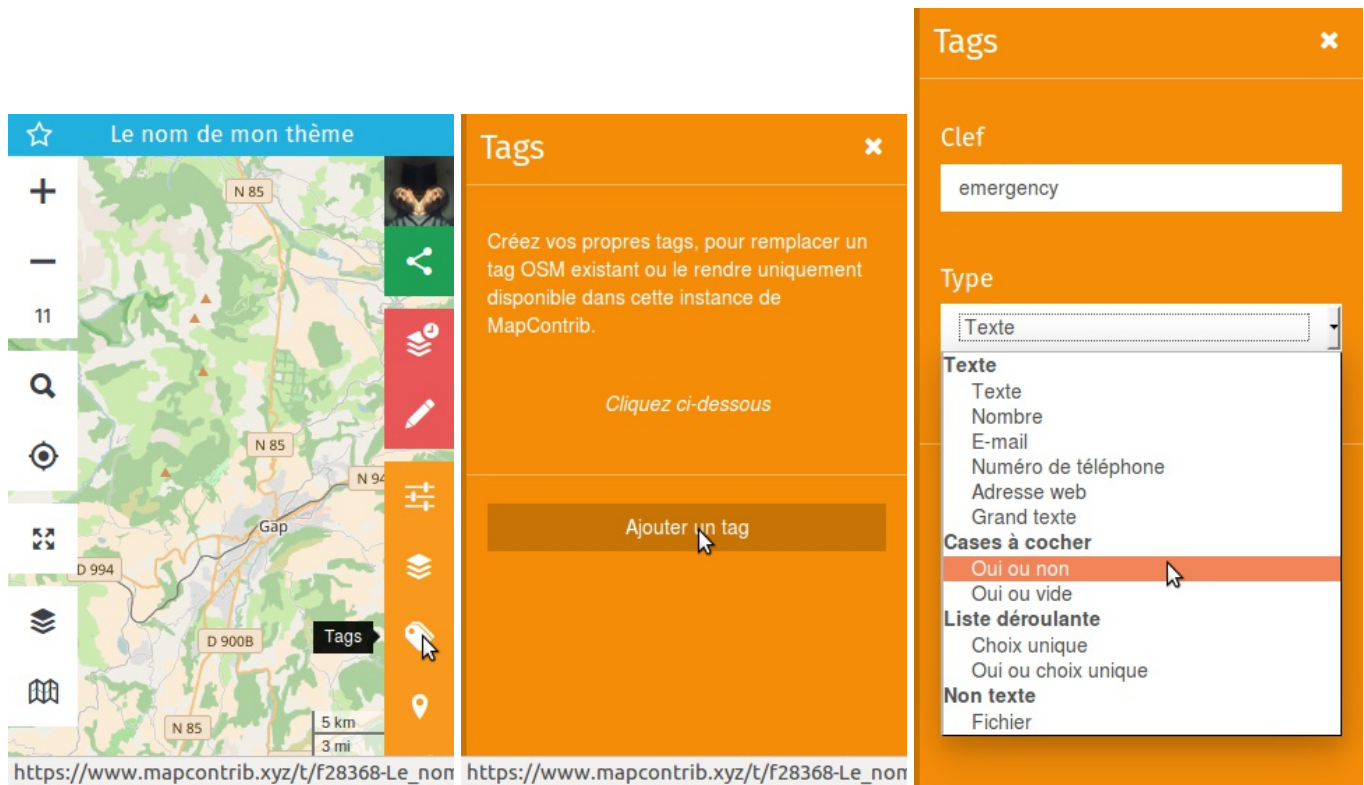 Le nom de mon thème
N 85
11
N 85
N 94
Gap
D 994
D 900B
Tags
N 85
5 km
3 mi
https://www.mapcontrib.xyz/t/f28368-Le_nom
Tags
Créez vos propres tags, pour remplacer un
tag OSM existant ou le rendre uniquement
disponible dans cette instance de
MapContrib.
Cliquez ci-dessous
Ajouter un tag
https://www.mapcontrib.xyz/t/f28368-Le_nom
Tags
Clef
emergency
Type
Texte
Texte
Texte
Nombre
E-mail
Numéro de téléphone
Adresse web
Grand texte
Cases à cocher
Oui ou non
Oui ou vide
Liste déroulante
Choix unique
Oui ou choix unique
Non texte
Fichier